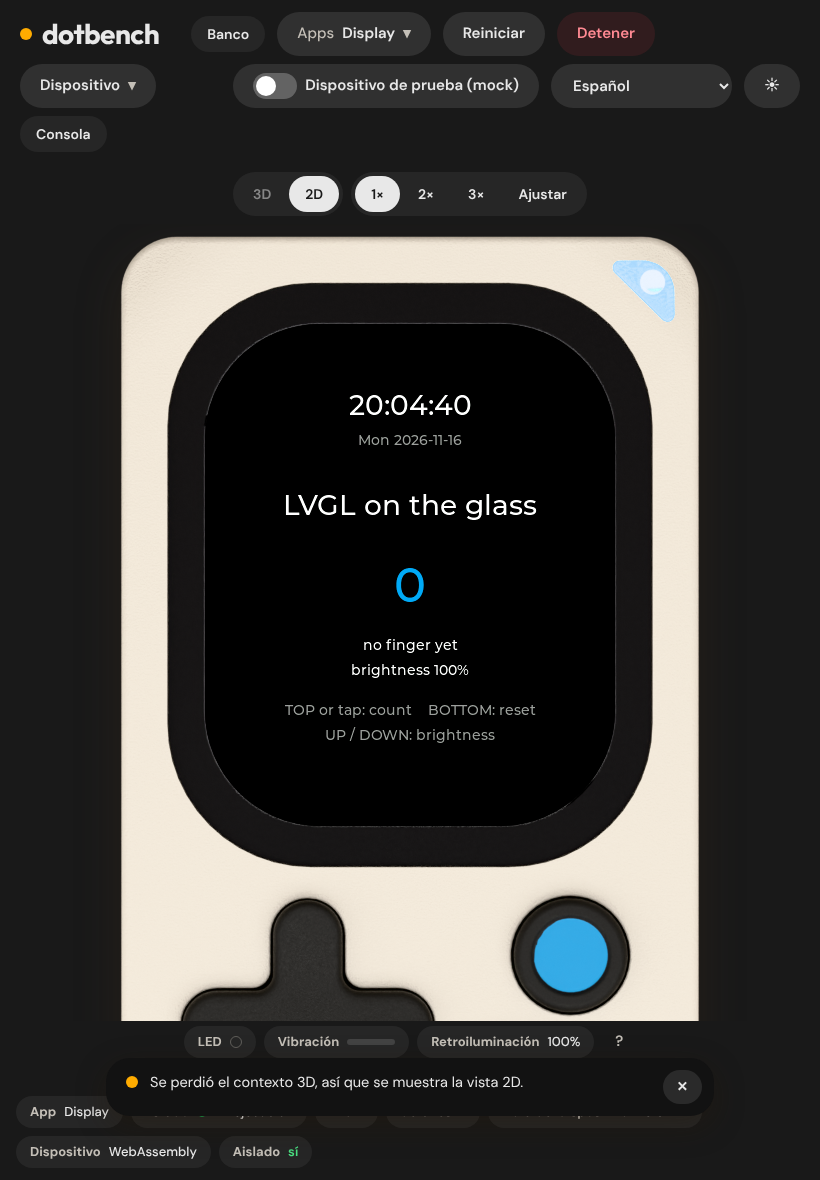 dotbench
Banco
Apps Display ▾
Reiniciar
Detener
Dispositivo ▾
Dispositivo de prueba (mock)
Español
Consola
3D 2D 1× 2× 3× Ajustar
20:04:40
Mon 2026-11-16
LVGL on the glass
0
no finger yet
brightness 100%
TOP or tap: count BOTTOM: reset
UP / DOWN: brightness
LED Vibración Retroiluminación 100% ?
Se perdió el contexto 3D, así que se muestra la vista 2D.
App Display
Dispositivo WebAssembly Aislado sí